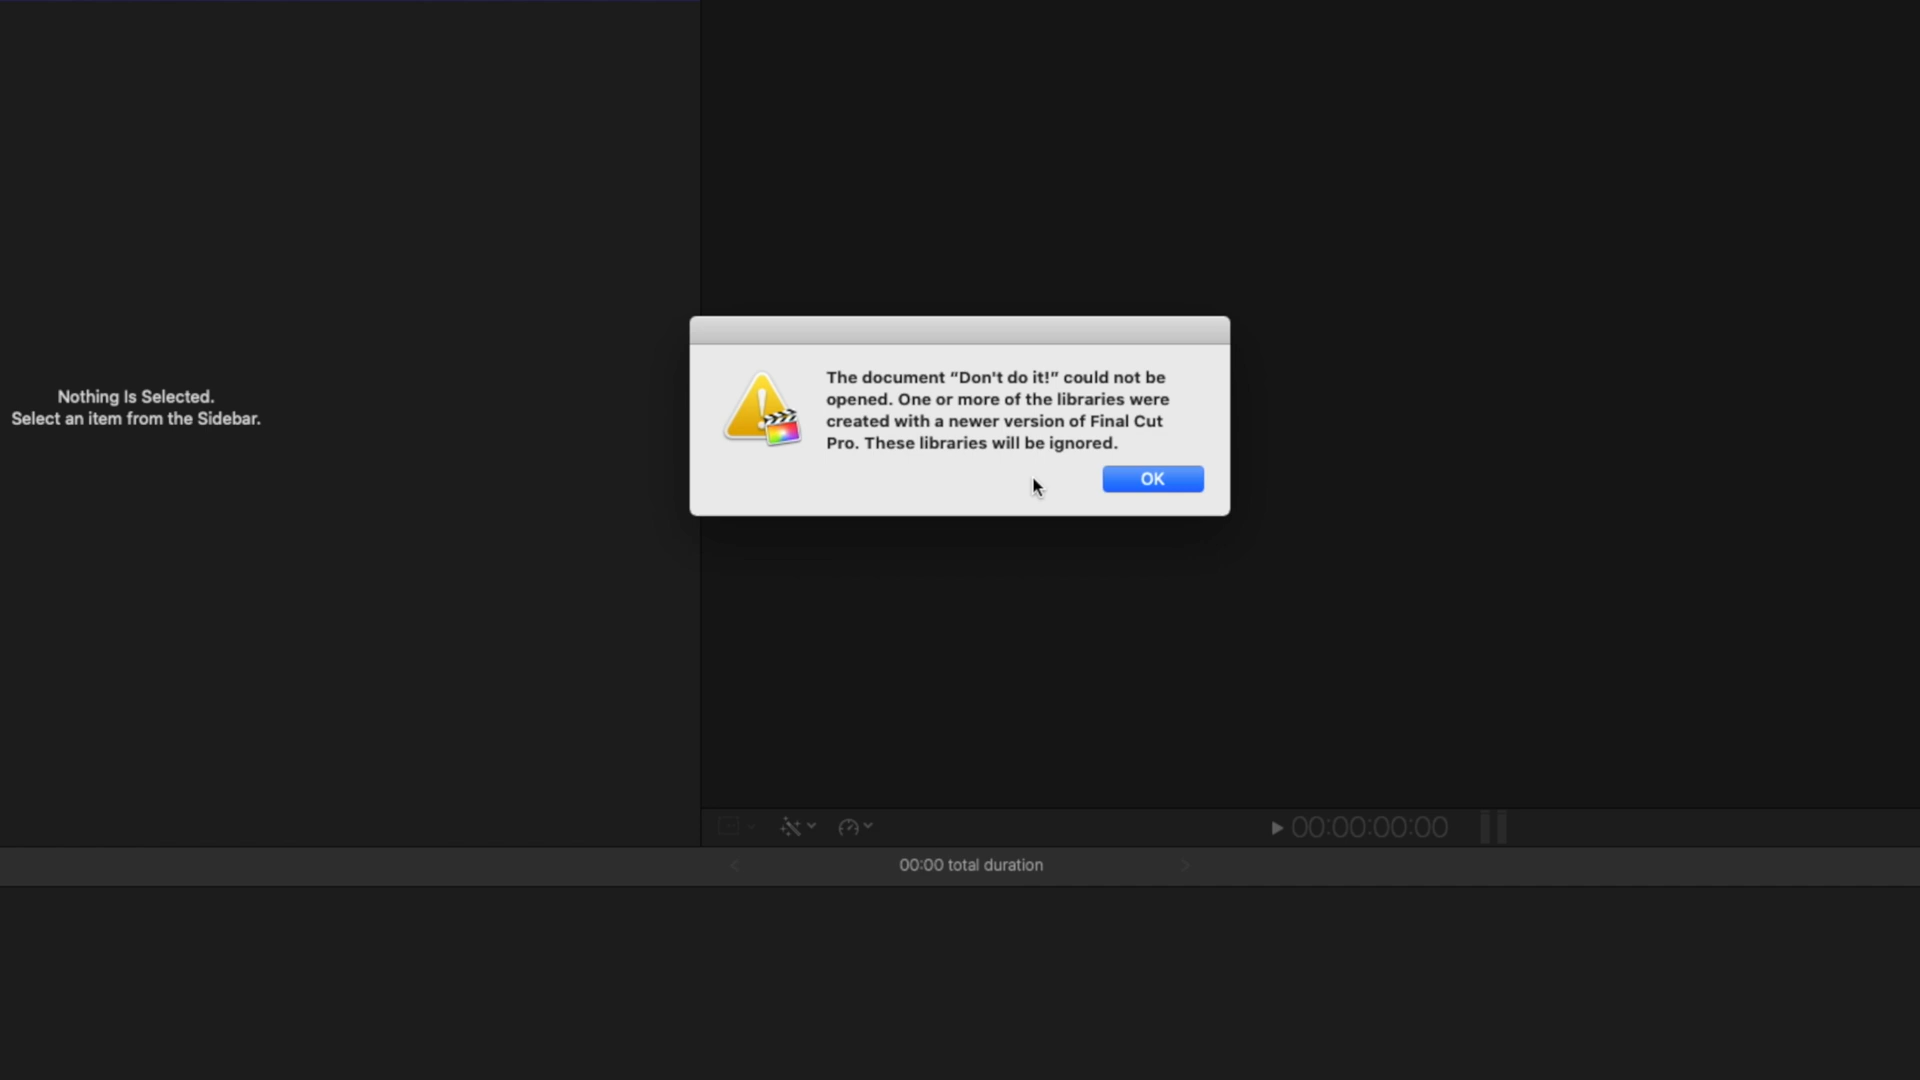 Nothing Is Selected.
Select an item from the Sidebar.
The document “Don't do it!” could not be
opened. One or more of the libraries were
created with a newer version of Final Cut
Pro. These libraries will be ignored.
OK
00:00:00:00
00:00 total duration